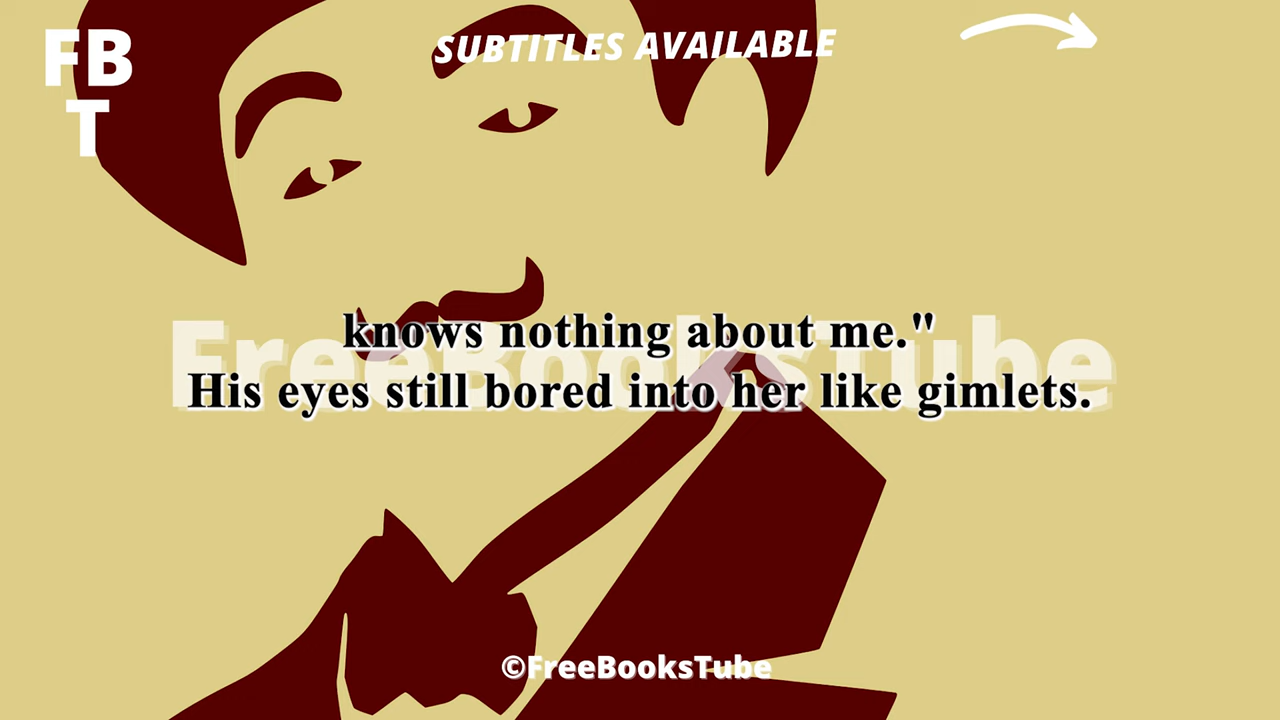 FB
T
SUBTITLES AVAILABLE
FreeBooksTube
knows nothing about me."
His eyes still bored into her like gimlets.
©FreeBooksTube